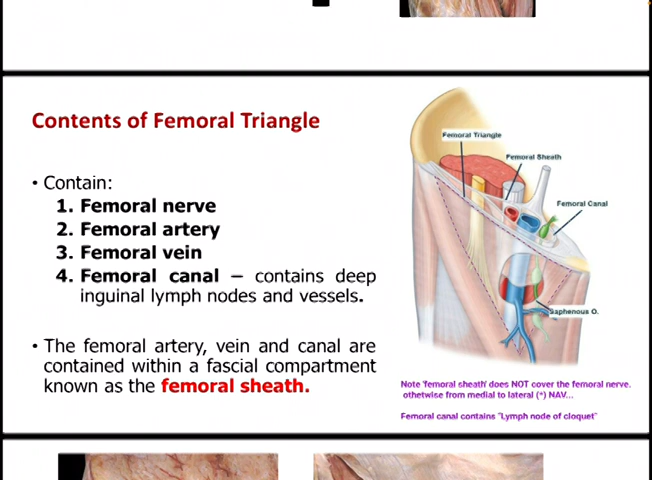 Contents of Femoral Triangle
• Contain:
1. Femoral nerve
2. Femoral artery
3. Femoral vein
4. Femoral canal – contains deep
inguinal lymph nodes and vessels.
• The femoral artery, vein and canal are
contained within a fascial compartment
known as the femoral sheath.
Femoral Triangle
Femoral Sheath
Femoral Canal
Saphenous O.
Note 'femoral sheath' does NOT cover the femoral nerve.
othetwise from medial to lateral (*) NAV...
Femoral canal contains "Lymph node of cloquet"